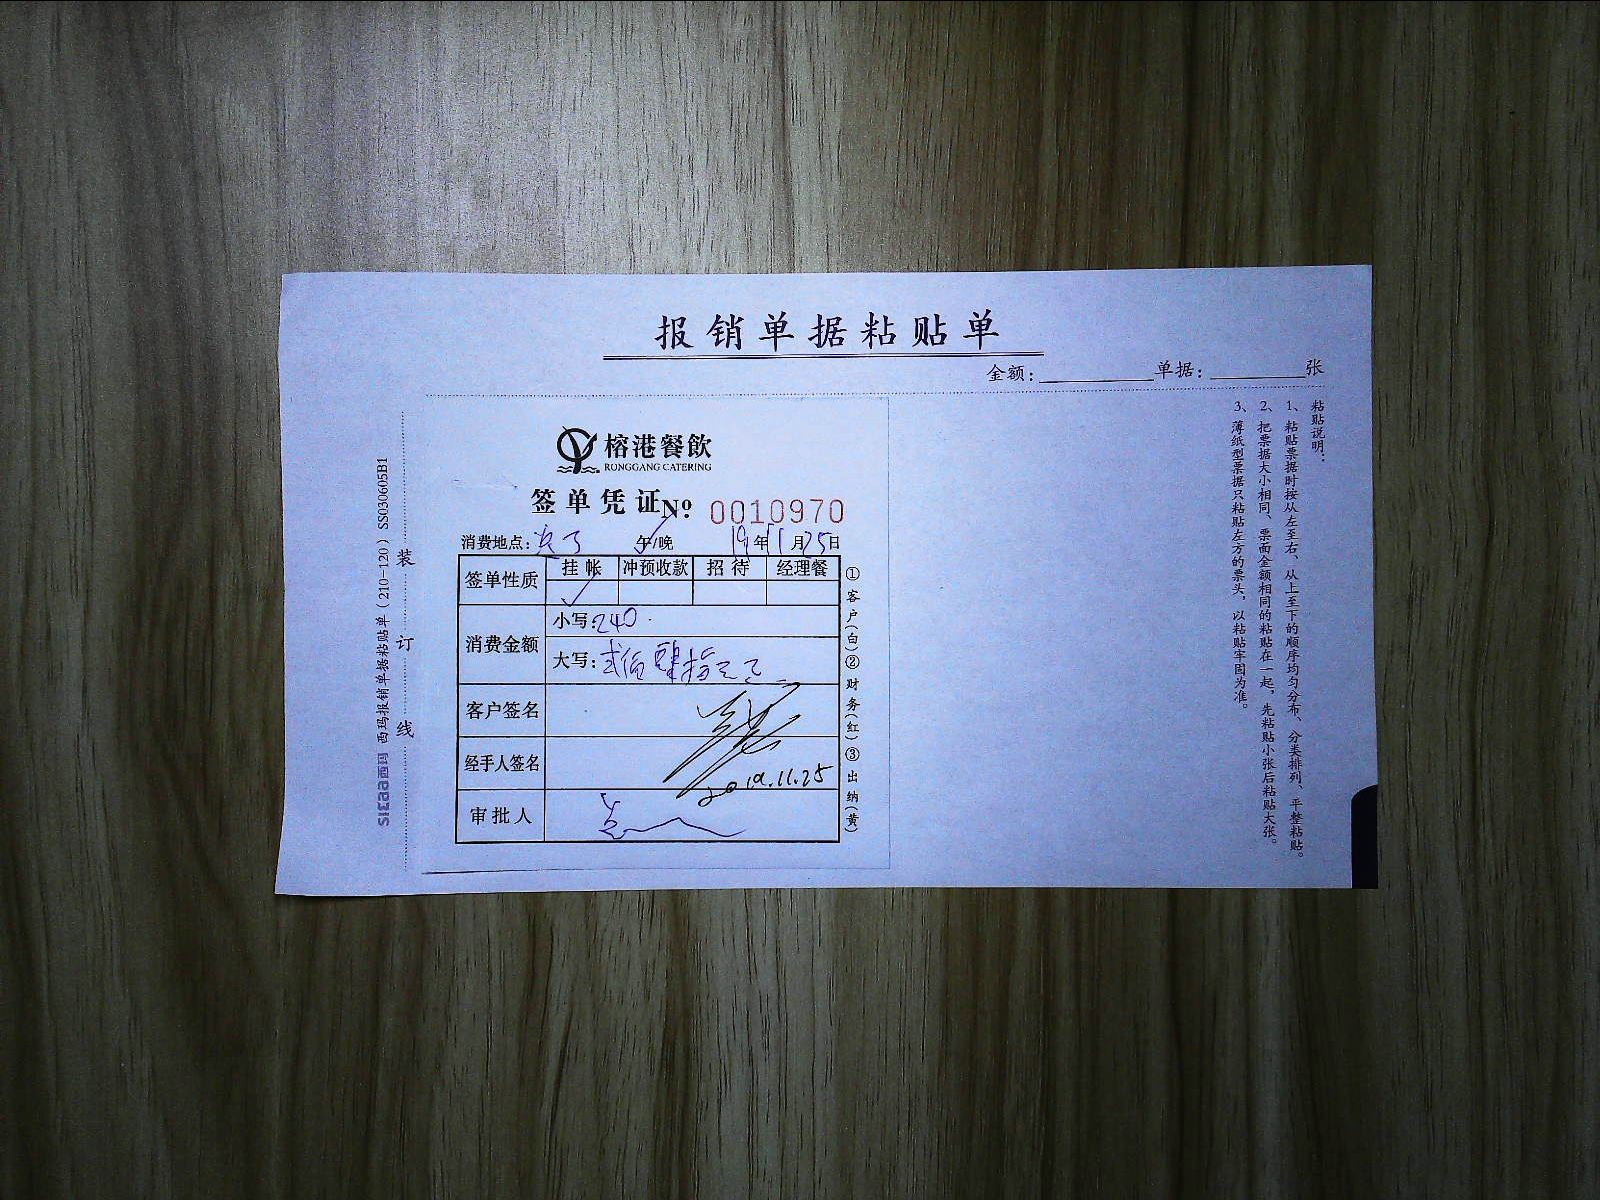 报销单据粘贴单
金额: 单据: 张
粘贴说明:
1、粘贴票据时按从左至右、从上至下的顺序均匀分布、分类排列、平整粘贴。
2、把票据大小相同、票面金额相同的粘贴在一起，先粘贴小张后粘贴大张。
3、薄纸型票据只粘贴左方的票头，以粘贴牢固为准。
西玛报销单据粘贴单(210-120) SS030605B1
西玛
装订线
榕港餐飲
RONGGANG CATERING
签单凭证 № 0010970
消费地点: 午/晚 19年11月25日
签单性质 挂帐 冲预收款 招待 经理餐
消费金额
小写:240
大写:贰佰肆拾元
客户签名
经手人签名
2019.11.25
审批人
①客户(白)②财务(红)③出纳(黄)